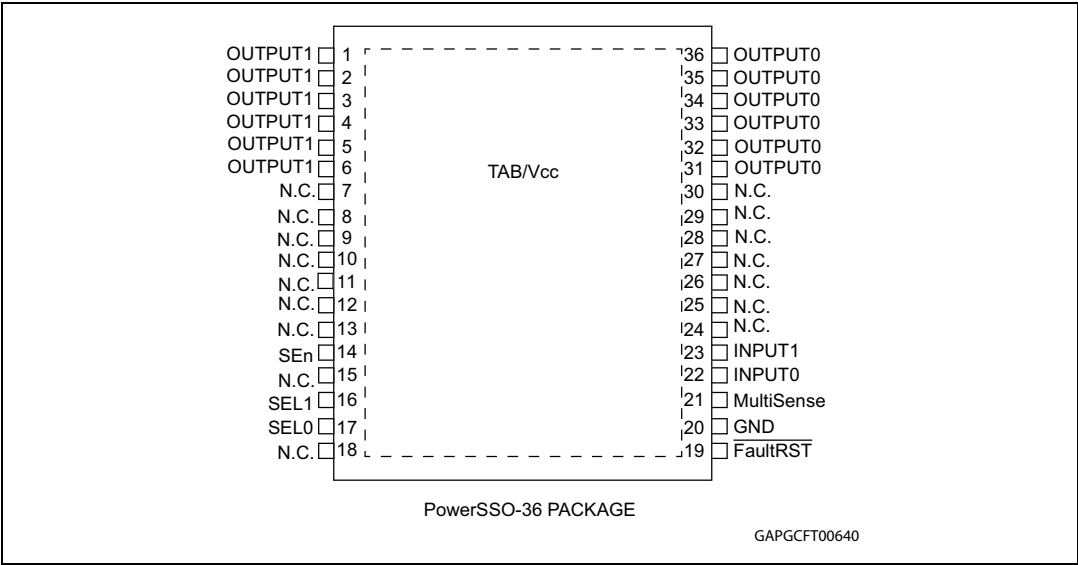 OUTPUT1 1 36 OUTPUT0
OUTPUT1 2 35 OUTPUT0
OUTPUT1 3 34 OUTPUT0
OUTPUT1 4 33 OUTPUT0
OUTPUT1 5 32 OUTPUT0
OUTPUT1 6 31 OUTPUT0
TAB/Vcc
N.C. 7 30 N.C.
N.C. 8 29 N.C.
N.C. 9 28 N.C.
N.C. 10 27 N.C.
N.C. 11 26 N.C.
N.C. 12 25 N.C.
N.C. 13 24 N.C.
SEn 14 23 INPUT1
N.C. 15 22 INPUT0
SEL1 16 21 MultiSense
SEL0 17 20 GND
N.C. 18 19 FaultRST
PowerSSO-36 PACKAGE
GAPGCFT00640